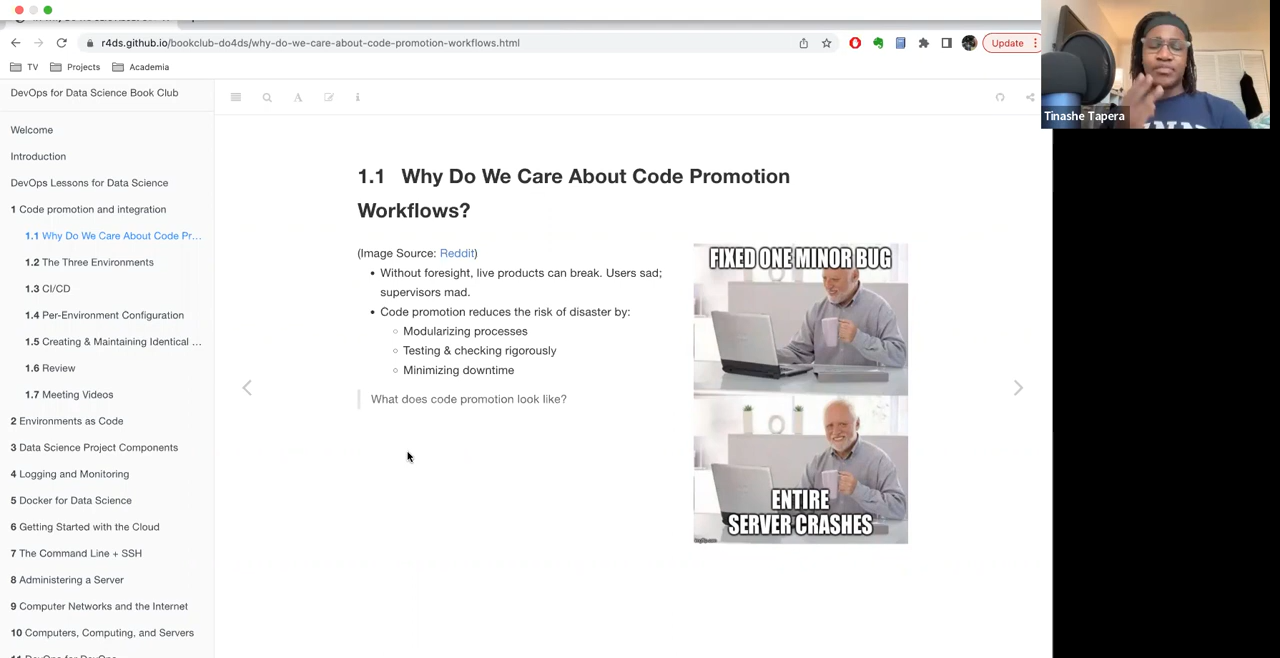 r4ds.github.io/bookclub-do4ds/why-do-we-care-about-code-promotion-workflows.html
Update
TV
Projects
Academia
Tinashe Tapera
DevOps for Data Science Book Club
Welcome
Introduction
DevOps Lessons for Data Science
1 Code promotion and integration
1.1 Why Do We Care About Code Pr...
1.2 The Three Environments
1.3 CI/CD
1.4 Per-Environment Configuration
1.5 Creating & Maintaining Identical ...
1.6 Review
1.7 Meeting Videos
2 Environments as Code
3 Data Science Project Components
4 Logging and Monitoring
5 Docker for Data Science
6 Getting Started with the Cloud
7 The Command Line + SSH
8 Administering a Server
9 Computer Networks and the Internet
10 Computers, Computing, and Servers
1.1 Why Do We Care About Code Promotion
Workflows?
(Image Source: Reddit)
• Without foresight, live products can break. Users sad;
supervisors mad.
• Code promotion reduces the risk of disaster by:
◦ Modularizing processes
◦ Testing & checking rigorously
◦ Minimizing downtime
What does code promotion look like?
FIXED ONE MINOR BUG
ENTIRE
SERVER CRASHES